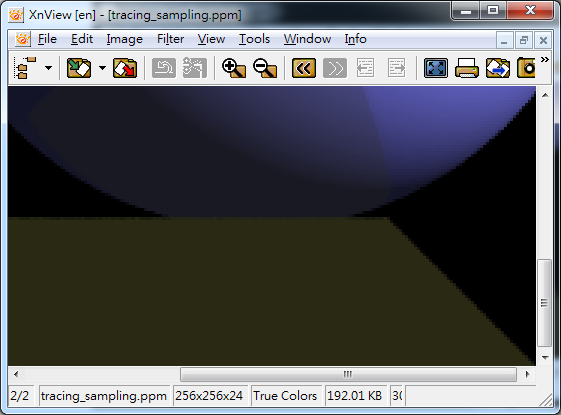 XnView [en] - [tracing_sampling.ppm]
File Edit Image Filter View Tools Window Info
2/2 tracing_sampling.ppm 256x256x24 True Colors 192.01 KB